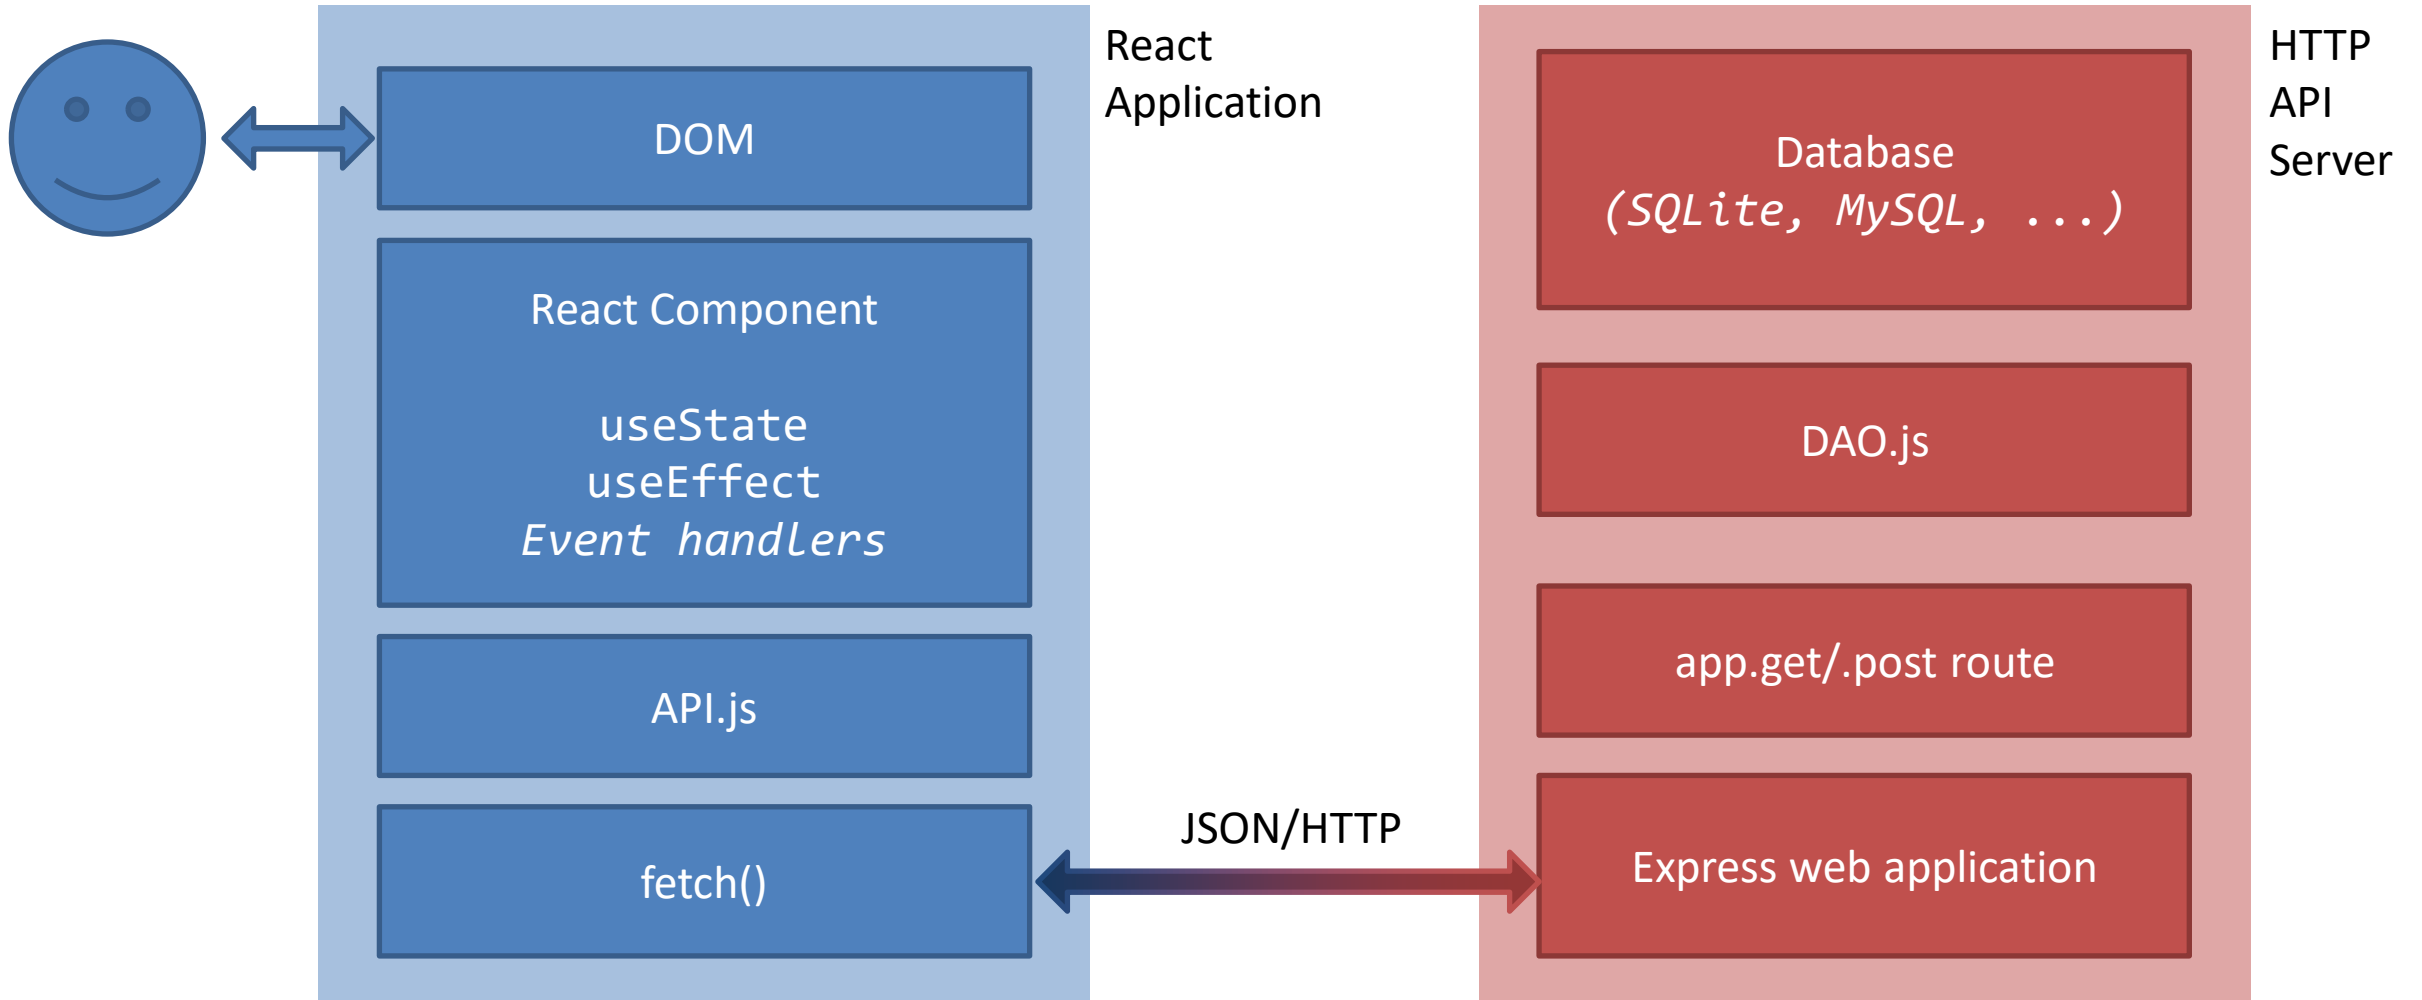 React
Application
DOM
React Component
useState
useEffect
Event handlers
API.js
fetch()
JSON/HTTP
HTTP
API
Server
Database
(SQLite, MySQL, ...)
DAO.js
app.get/.post route
Express web application